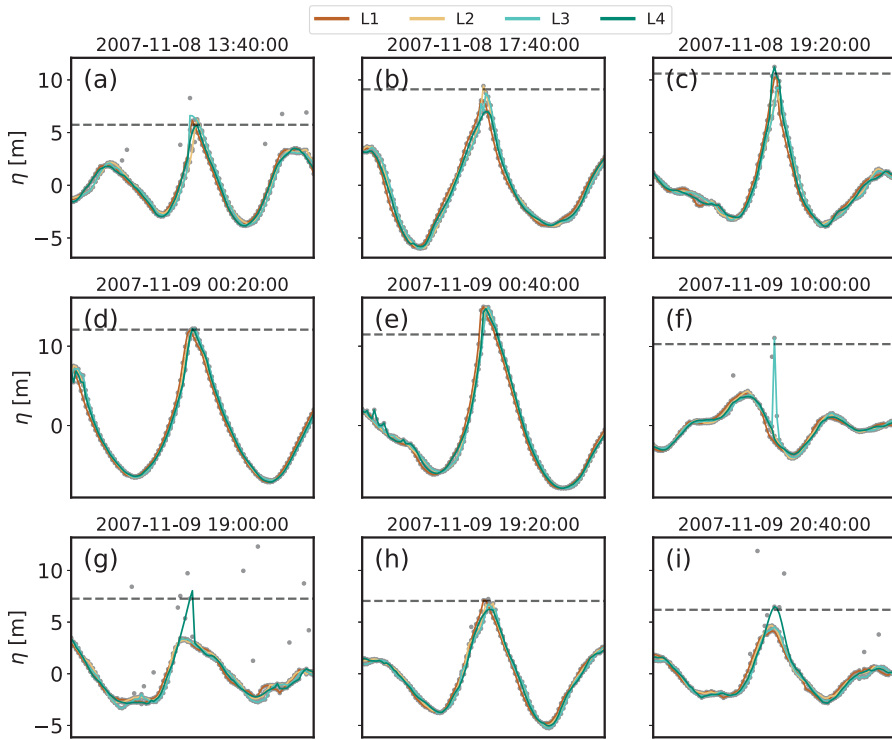 L1 L2 L3 L4
2007-11-08 13:40:00 2007-11-08 17:40:00 2007-11-08 19:20:00
(a) (b) (c)
10
5
0
−5
η [m]
2007-11-09 00:20:00 2007-11-09 00:40:00 2007-11-09 10:00:00
(d) (e) (f)
10
0
η [m]
2007-11-09 19:00:00 2007-11-09 19:20:00 2007-11-09 20:40:00
(g) (h) (i)
10
5
0
−5
η [m]